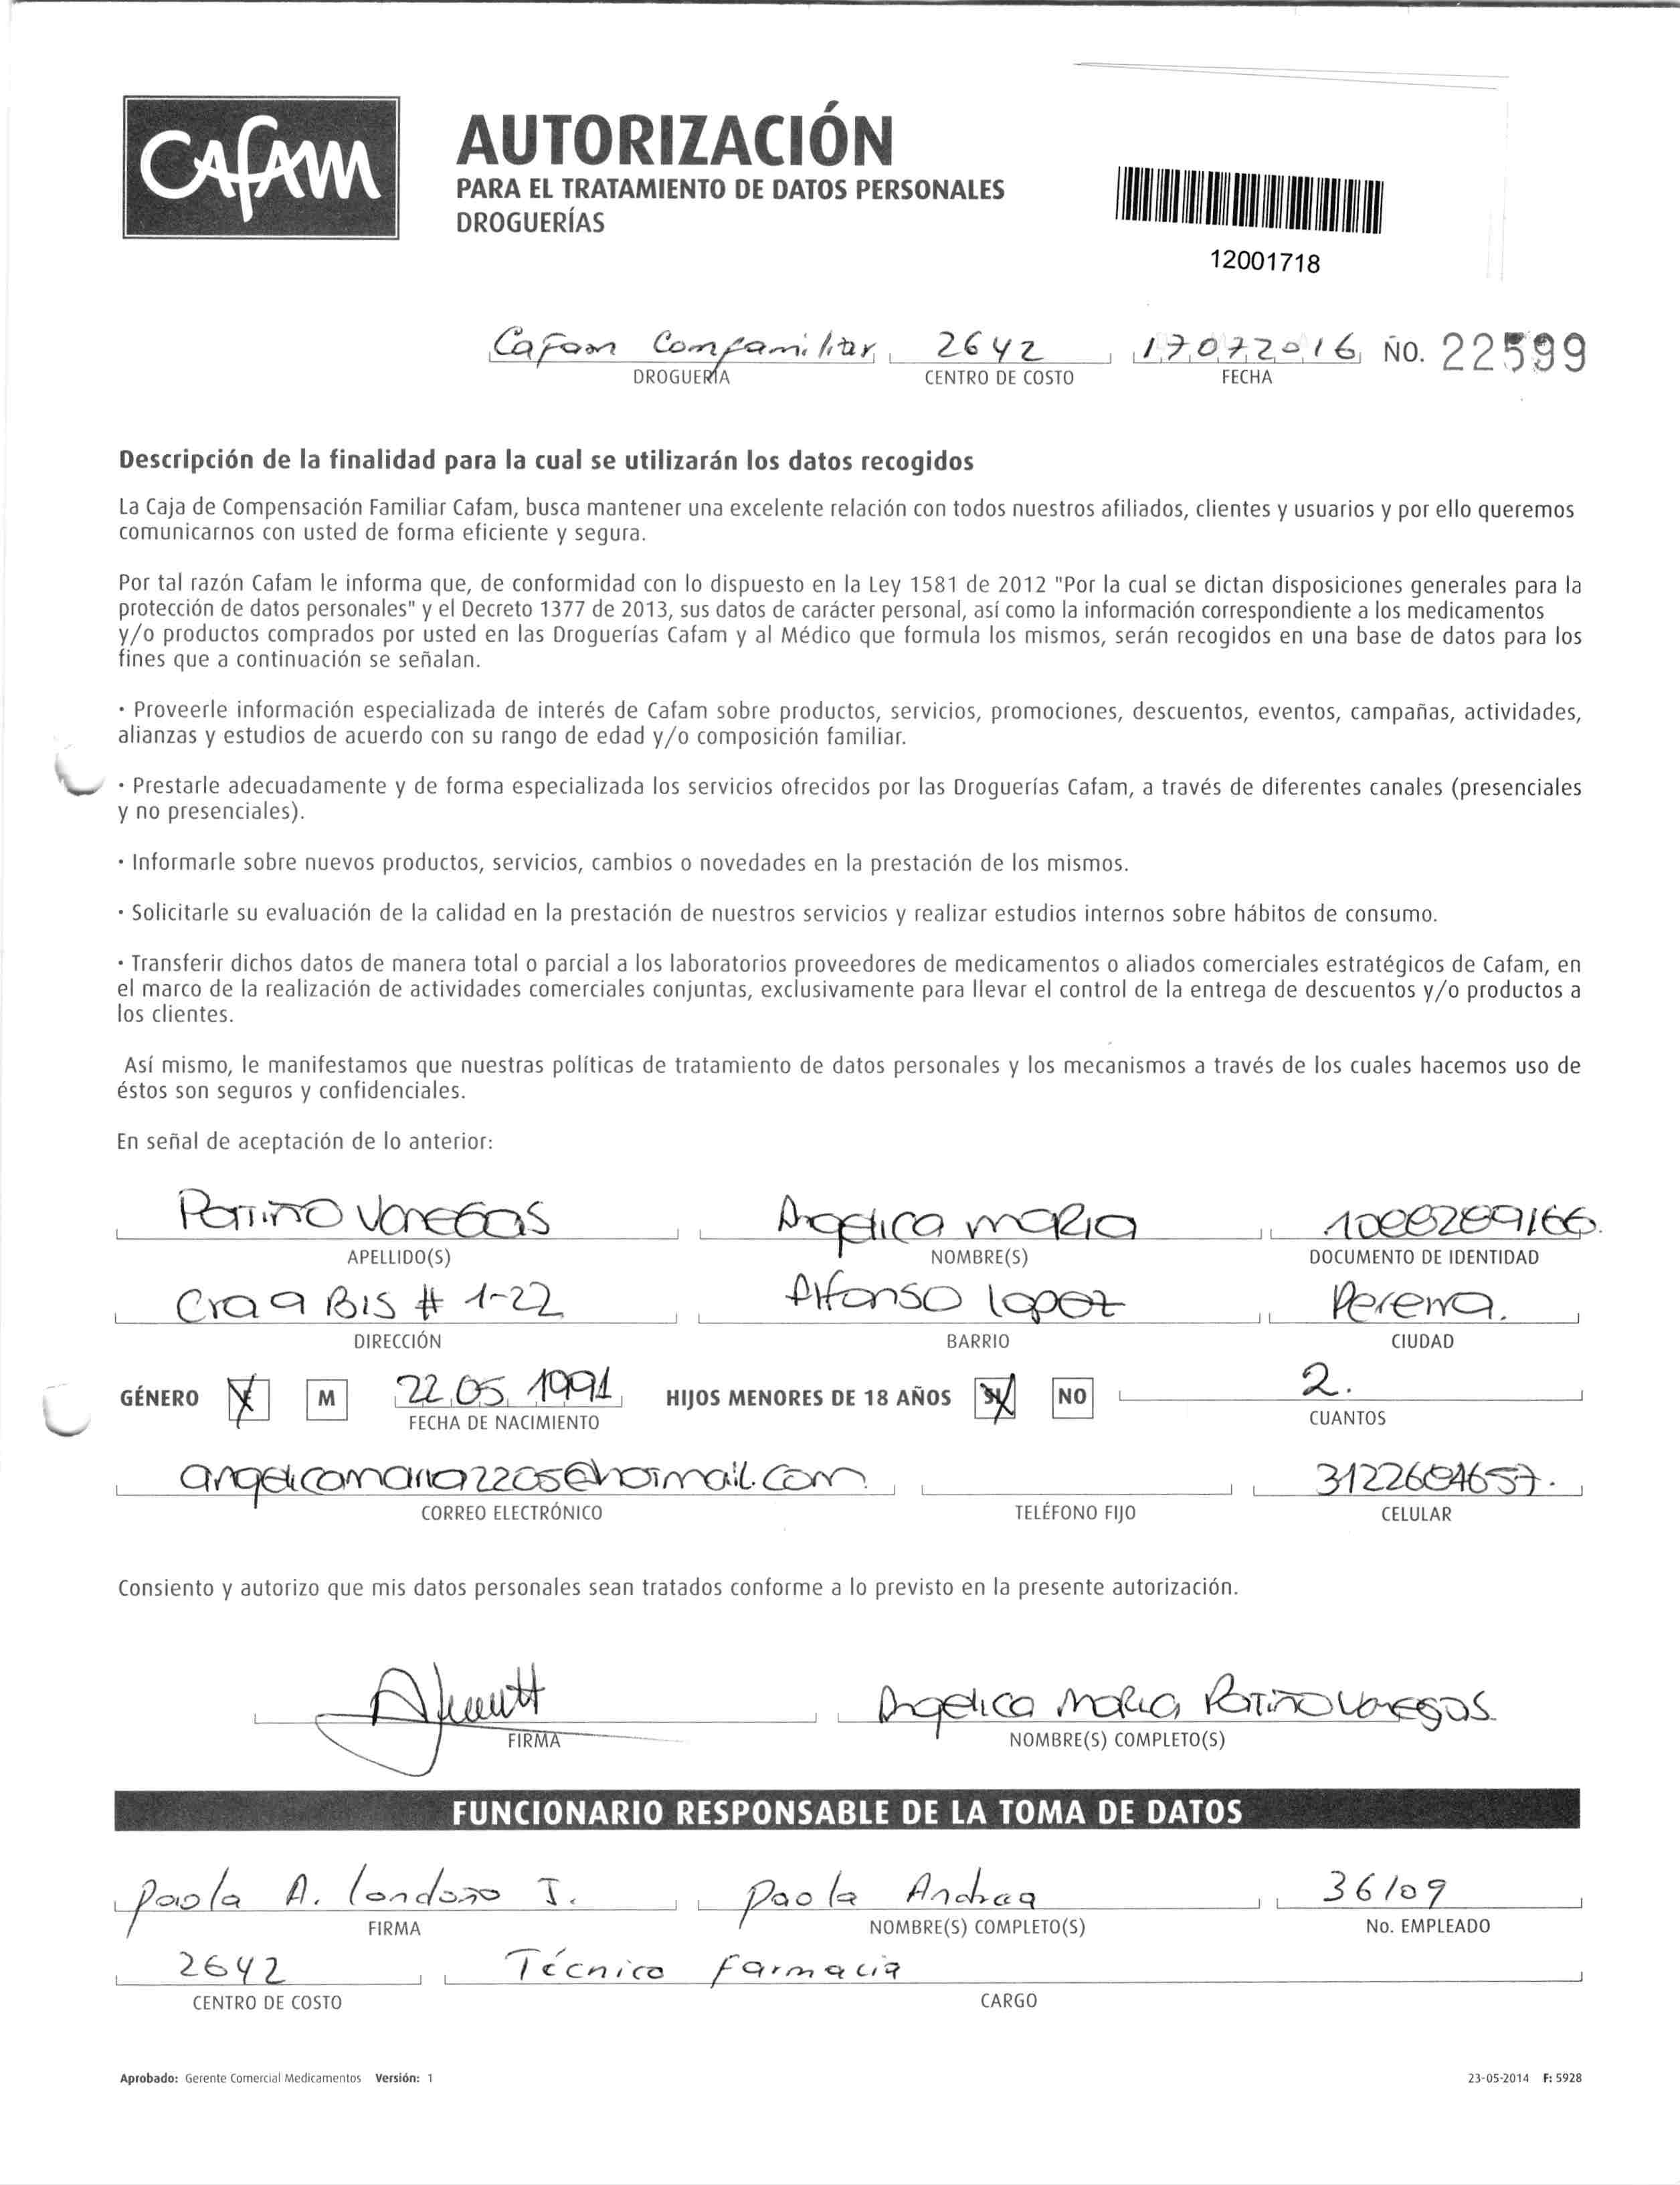 CAFAM
AUTORIZACIÓN
PARA EL TRATAMIENTO DE DATOS PERSONALES
DROGUERÍAS
12001718
Cafam Comfamiliar 2642 17072016 ÑO. 22599
DROGUERÍA CENTRO DE COSTO FECHA
Descripción de la finalidad para la cual se utilizarán los datos recogidos
La Caja de Compensación Familiar Cafam, busca mantener una excelente relación con todos nuestros afiliados, clientes y usuarios y por ello queremos
comunicarnos con usted de forma eficiente y segura.
Por tal razón Cafam le informa que, de conformidad con lo dispuesto en la Ley 1581 de 2012 "Por la cual se dictan disposiciones generales para la
protección de datos personales" y el Decreto 1377 de 2013, sus datos de carácter personal, así como la información correspondiente a los medicamentos
y/o productos comprados por usted en las Droguerías Cafam y al Médico que formula los mismos, serán recogidos en una base de datos para los
fines que a continuación se señalan.
· Proveerle información especializada de interés de Cafam sobre productos, servicios, promociones, descuentos, eventos, campañas, actividades,
alianzas y estudios de acuerdo con su rango de edad y/o composición familiar.
· Prestarle adecuadamente y de forma especializada los servicios ofrecidos por las Droguerías Cafam, a través de diferentes canales (presenciales
y no presenciales).
· Informarle sobre nuevos productos, servicios, cambios o novedades en la prestación de los mismos.
· Solicitarle su evaluación de la calidad en la prestación de nuestros servicios y realizar estudios internos sobre hábitos de consumo.
· Transferir dichos datos de manera total o parcial a los laboratorios proveedores de medicamentos o aliados comerciales estratégicos de Cafam, en
el marco de la realización de actividades comerciales conjuntas, exclusivamente para llevar el control de la entrega de descuentos y/o productos a
los clientes.
Así mismo, le manifestamos que nuestras políticas de tratamiento de datos personales y los mecanismos a través de los cuales hacemos uso de
éstos son seguros y confidenciales.
En señal de aceptación de lo anterior:
Patiño Vanegas Angelica maria
APELLIDO(S) NOMBRE(S) DOCUMENTO DE IDENTIDAD
Cra 9 BIS # 1-22 Alfonso lopez Pereira.
DIRECCIÓN BARRIO CIUDAD
GÉNERO F M 22 05 1991 HIJOS MENORES DE 18 AÑOS SI NO 2.
FECHA DE NACIMIENTO CUANTOS
angelicamaria2205@hotmail.com 3122604657.
CORREO ELECTRÓNICO TELÉFONO FIJO CELULAR
Consiento y autorizo que mis datos personales sean tratados conforme a lo previsto en la presente autorización.
Angelica Maria Patiño Vanegas
FIRMA NOMBRE(S) COMPLETO(S)
FUNCIONARIO RESPONSABLE DE LA TOMA DE DATOS
Paola A. Londoño J. Paola Andrea 36109
FIRMA NOMBRE(S) COMPLETO(S) No. EMPLEADO
2642 Técnico Farmacia
CENTRO DE COSTO CARGO
Aprobado: Gerente Comercial Medicamentos Versión: 1 23-05-2014 F: 5928